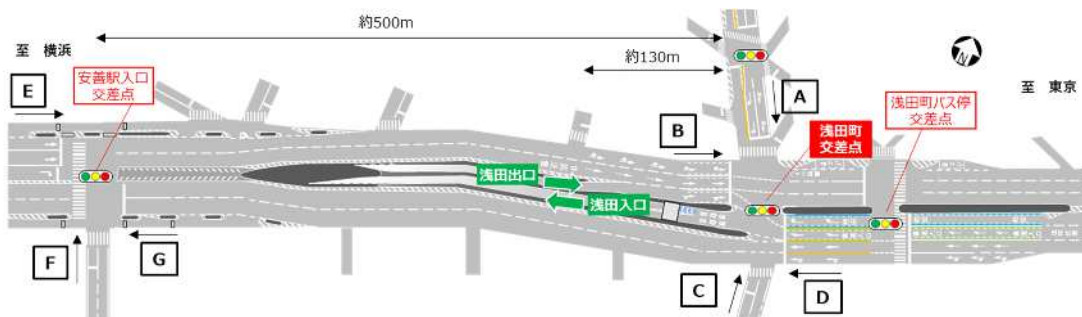 約500m
至 横浜
約130m
N
安善駅入口
交差点
E
A
至 東京
浅田町バス停
交差点
B
浅田町
交差点
浅田出口
浅田入口
F
G
C
D